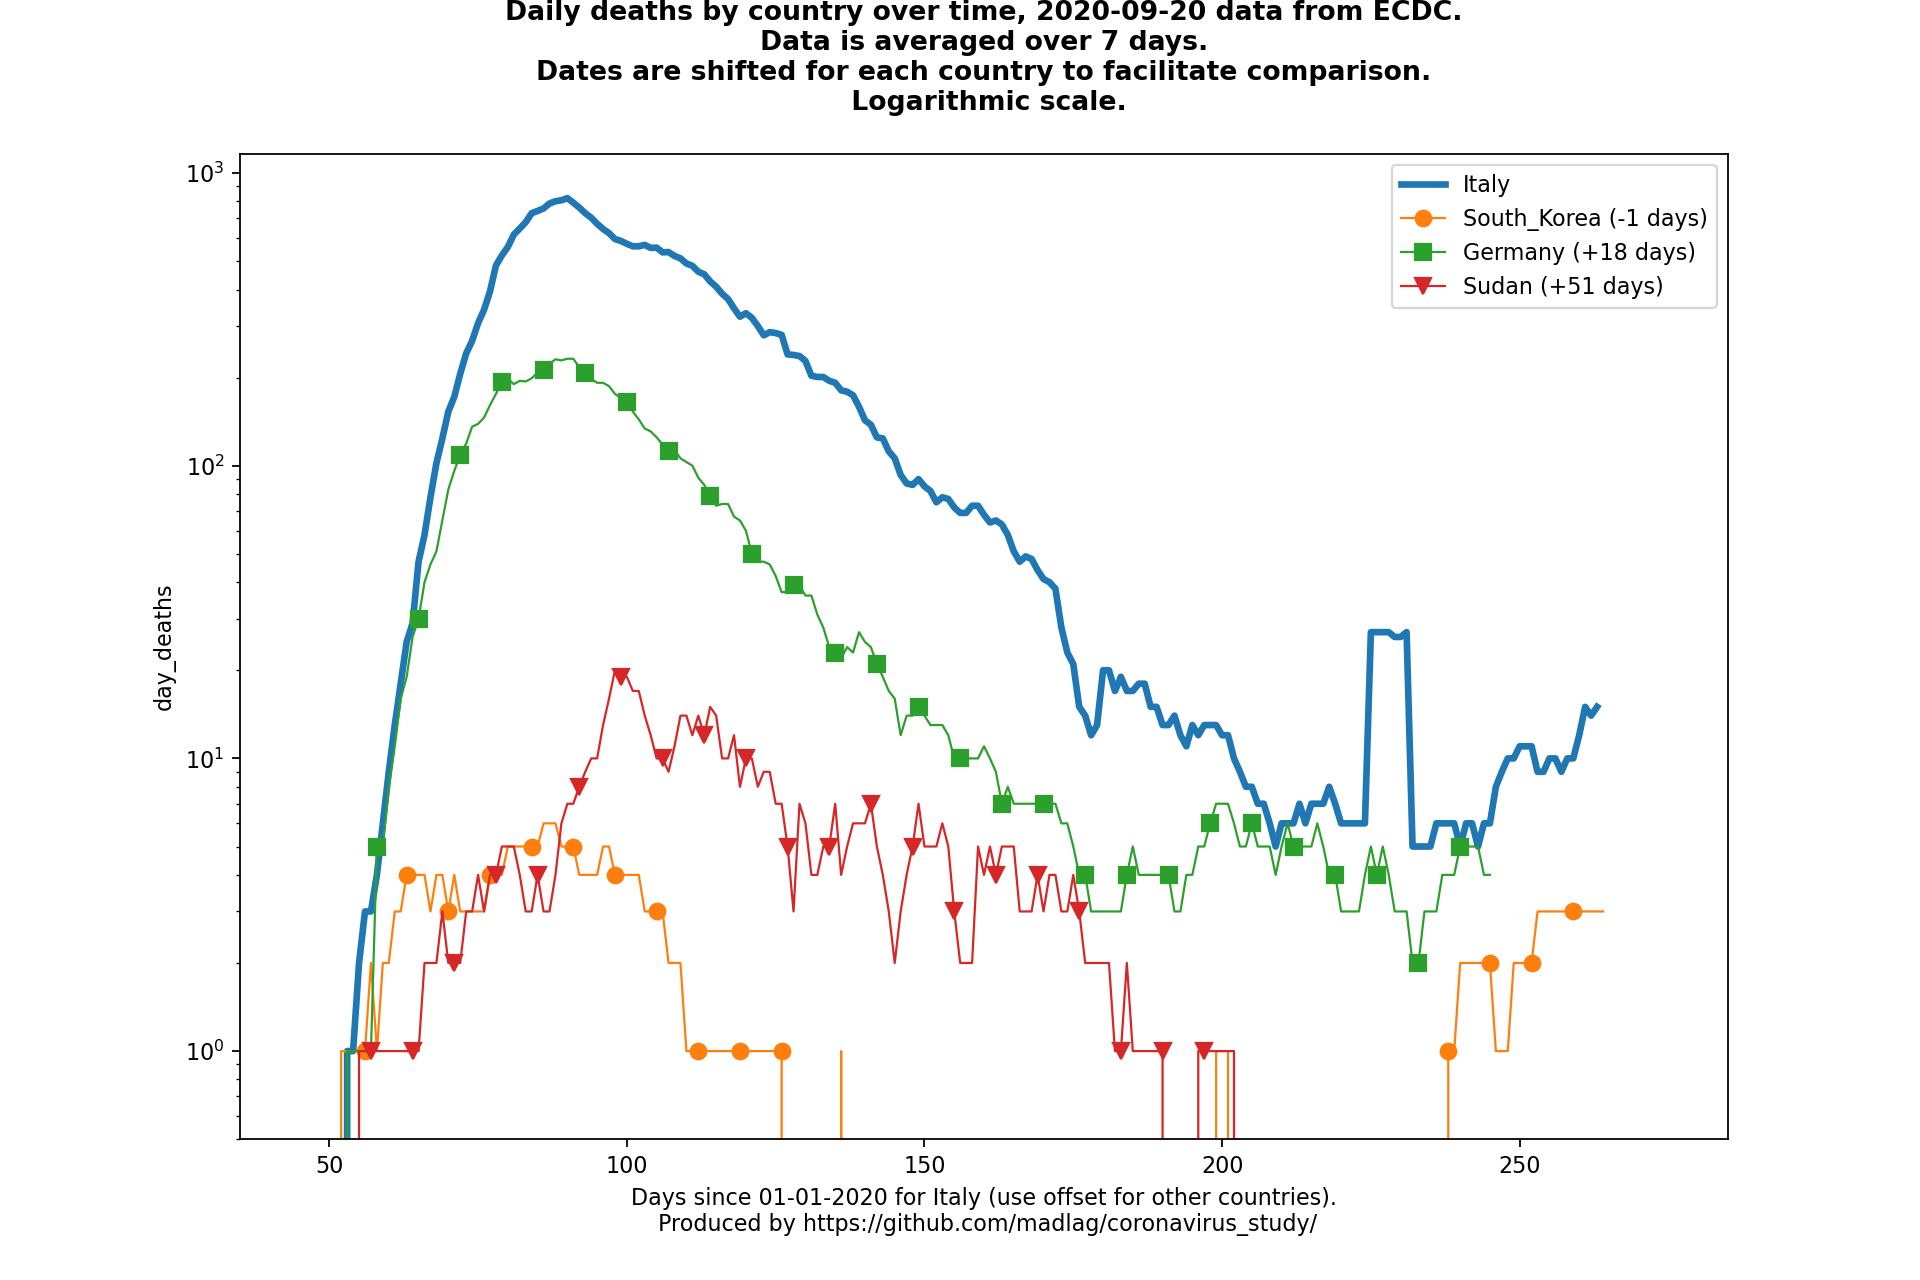 Daily deaths by country over time, 2020-09-20 data from ECDC.
Data is averaged over 7 days.
Dates are shifted for each country to facilitate comparison.
Logarithmic scale.
10³
10²
10¹
10⁰
day_deaths
Italy
South_Korea (-1 days)
Germany (+18 days)
Sudan (+51 days)
50 100 150 200 250
Days since 01-01-2020 for Italy (use offset for other countries).
Produced by https://github.com/madlag/coronavirus_study/